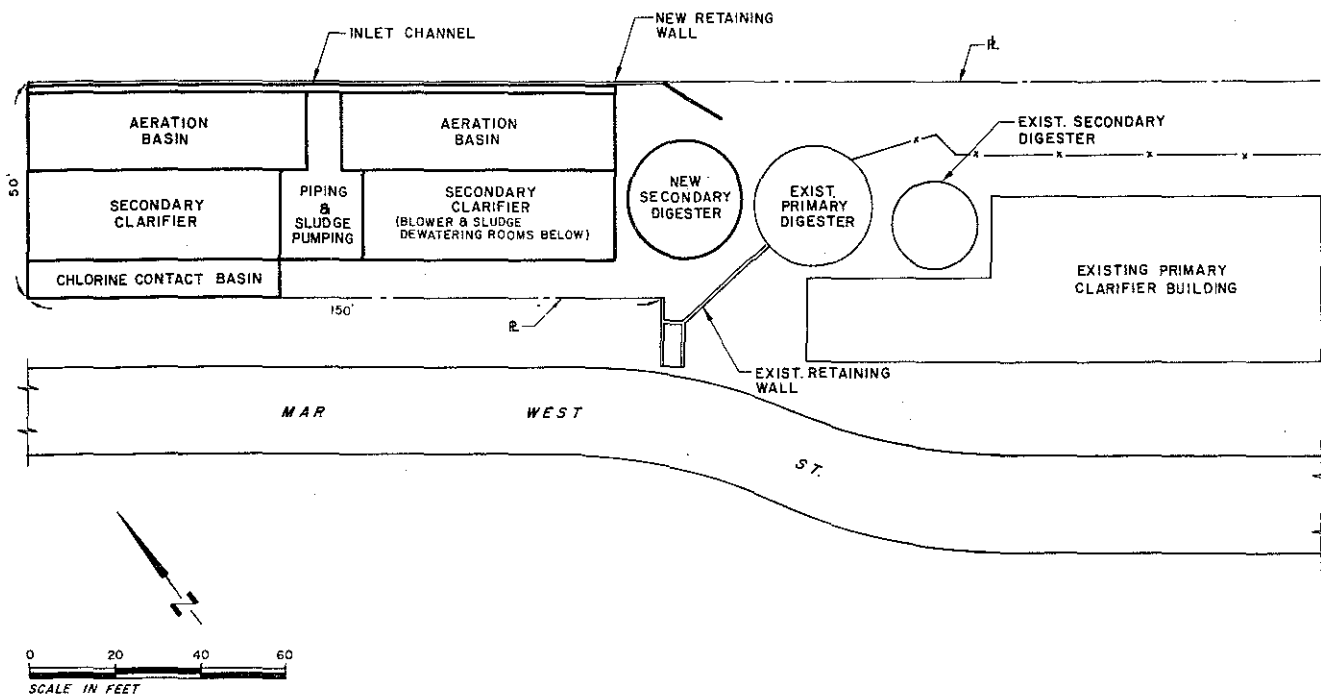 INLET CHANNEL
NEW RETAINING
WALL
PL
AERATION
BASIN
AERATION
BASIN
EXIST. SECONDARY
DIGESTER
50'
SECONDARY
CLARIFIER
PIPING
&
SLUDGE
PUMPING
SECONDARY
CLARIFIER
(BLOWER & SLUDGE
DEWATERING ROOMS BELOW)
NEW
SECONDARY
DIGESTER
EXIST.
PRIMARY
DIGESTER
EXISTING PRIMARY
CLARIFIER BUILDING
CHLORINE CONTACT BASIN
150'
PL
EXIST. RETAINING
WALL
MAR WEST ST.
N
0 20 40 60
SCALE IN FEET